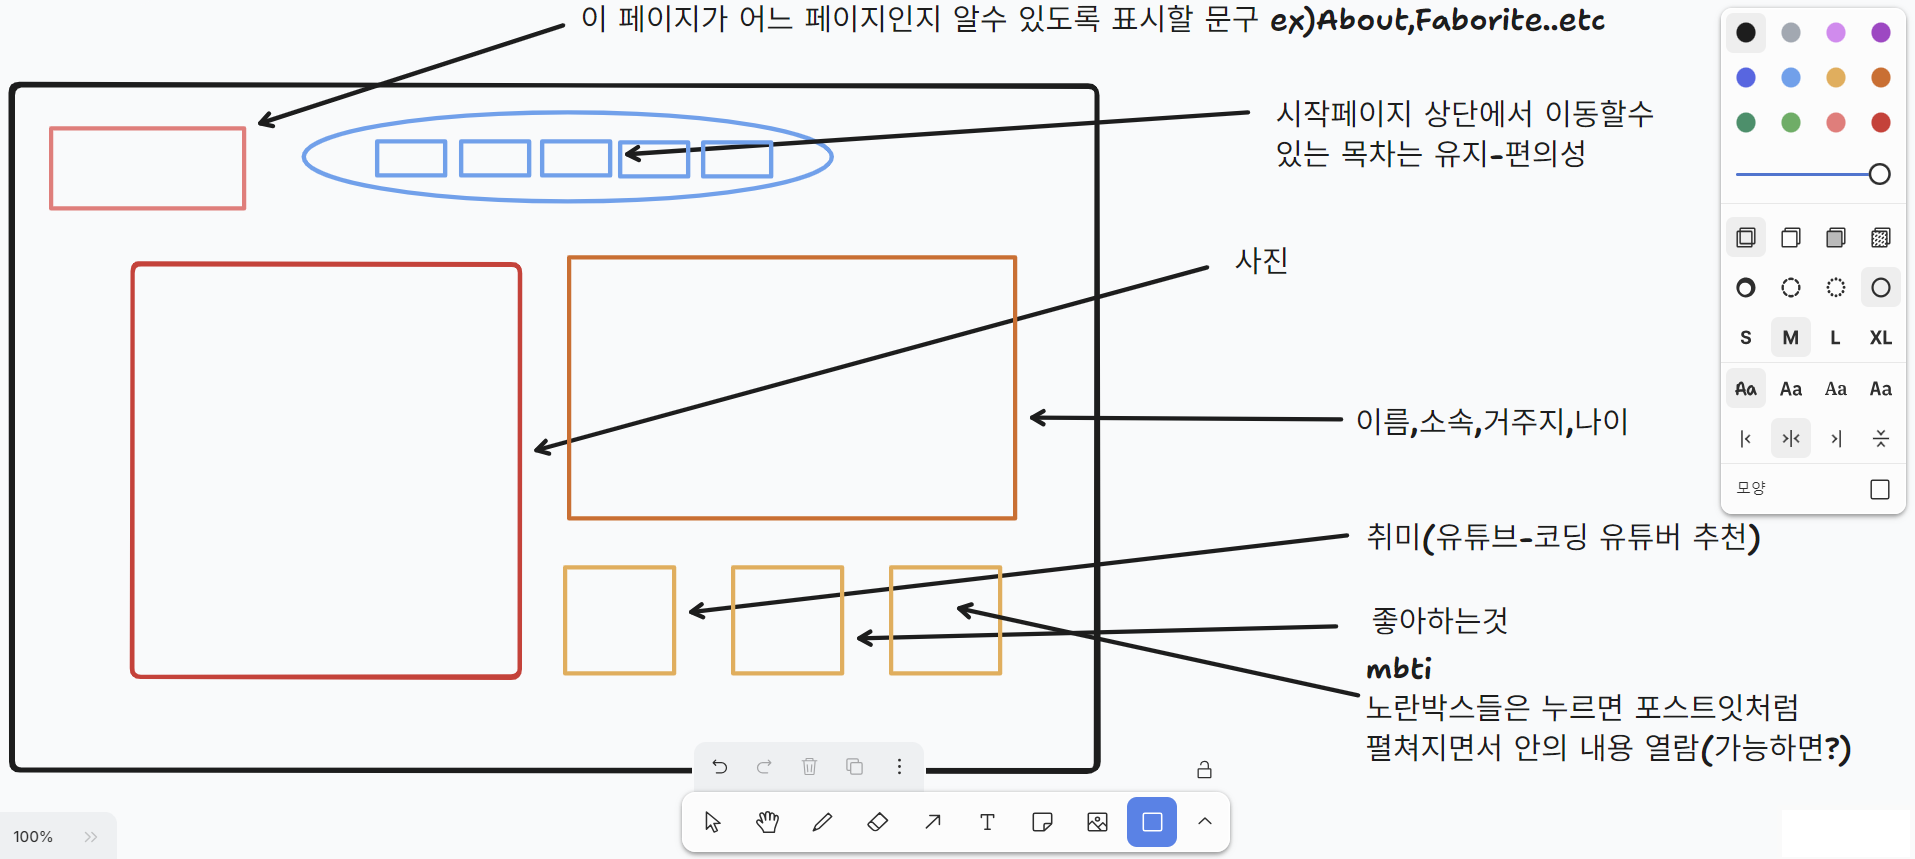 이 페이지가 어느 페이지인지 알수 있도록 표시할 문구 ex)About,Faborite..etc
시작페이지 상단에서 이동할수
있는 목차는 유지-편의성
사진
이름,소속,거주지,나이
취미(유튜브-코딩 유튜버 추천)
좋아하는것
mbti
노란박스들은 누르면 포스트잇처럼
펼쳐지면서 안의 내용 열람(가능하면?)
S M L XL
Aa Aa Aa Aa
모양
T
100%